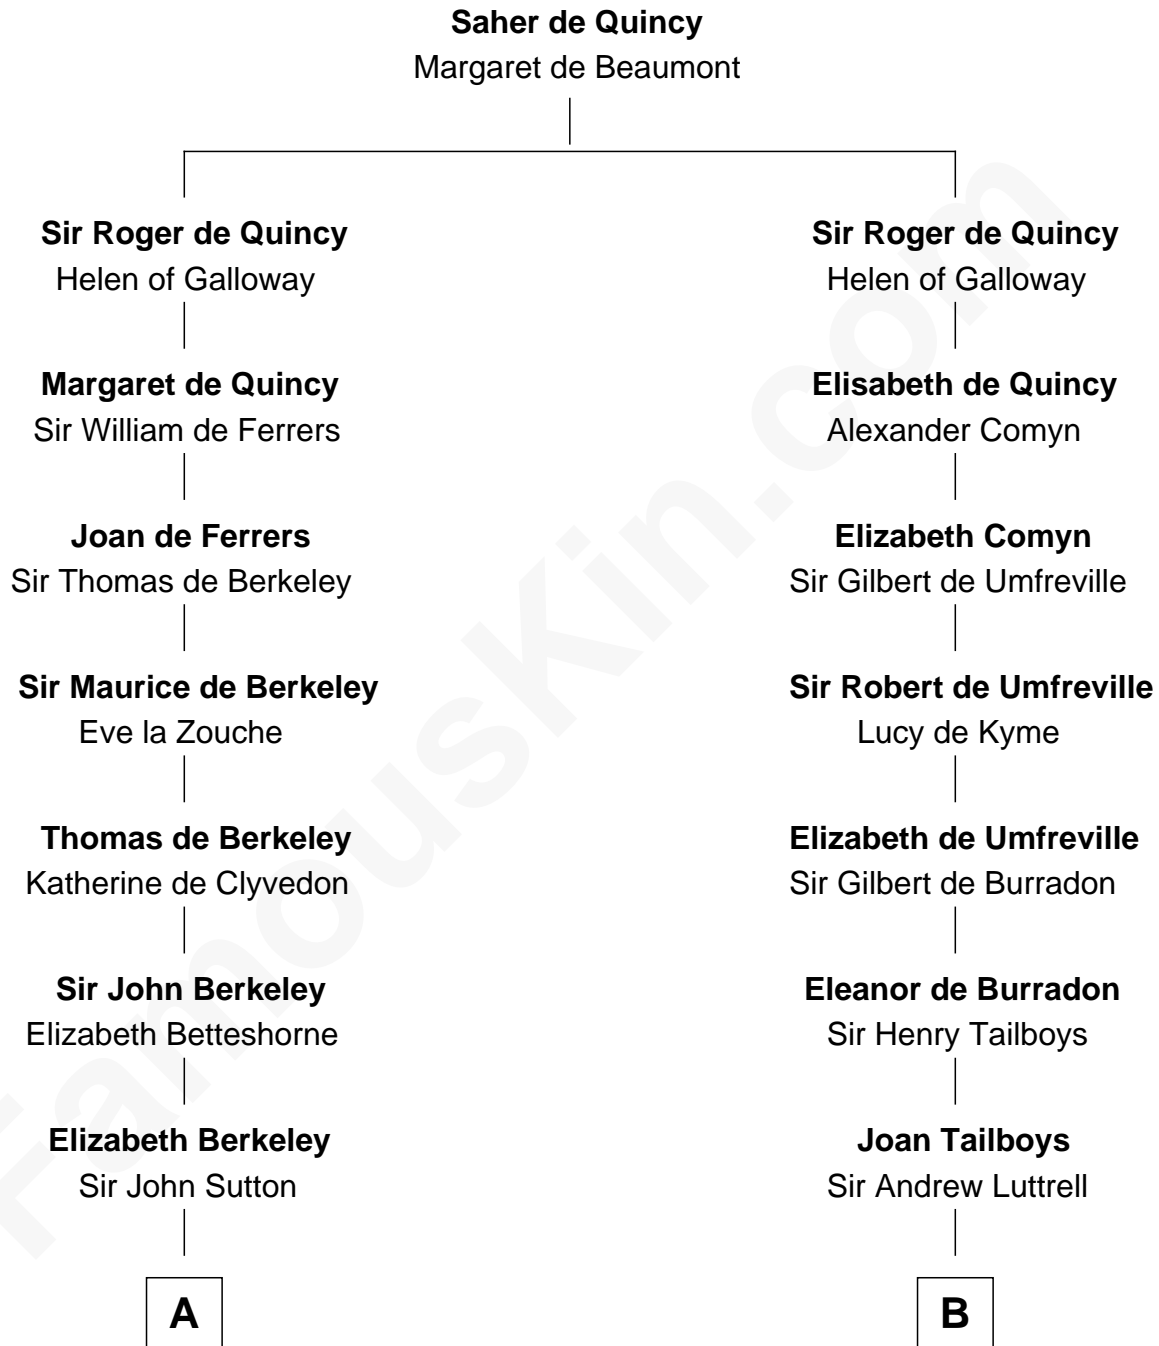 Saher de Quincy
Margaret de Beaumont
Sir Roger de Quincy
Helen of Galloway
Margaret de Quincy
Sir William de Ferrers
Joan de Ferrers
Sir Thomas de Berkeley
Sir Maurice de Berkeley
Eve la Zouche
Thomas de Berkeley
Katherine de Clyvedon
Sir John Berkeley
Elizabeth Betteshorne
Elizabeth Berkeley
Sir John Sutton
A
Sir Roger de Quincy
Helen of Galloway
Elisabeth de Quincy
Alexander Comyn
Elizabeth Comyn
Sir Gilbert de Umfreville
Sir Robert de Umfreville
Lucy de Kyme
Elizabeth de Umfreville
Sir Gilbert de Burradon
Eleanor de Burradon
Sir Henry Tailboys
Joan Tailboys
Sir Andrew Luttrell
B
FamousKin.com